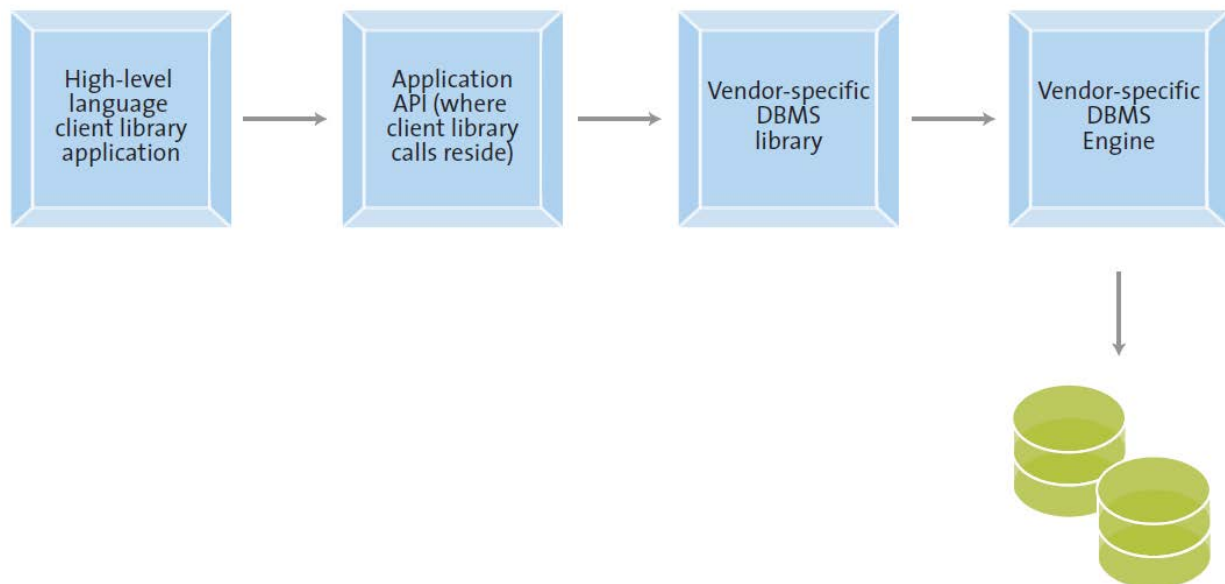 High-level
language
client library
application
Application
API (where
client library
calls reside)
Vendor-specific
DBMS
library
Vendor-specific
DBMS
Engine